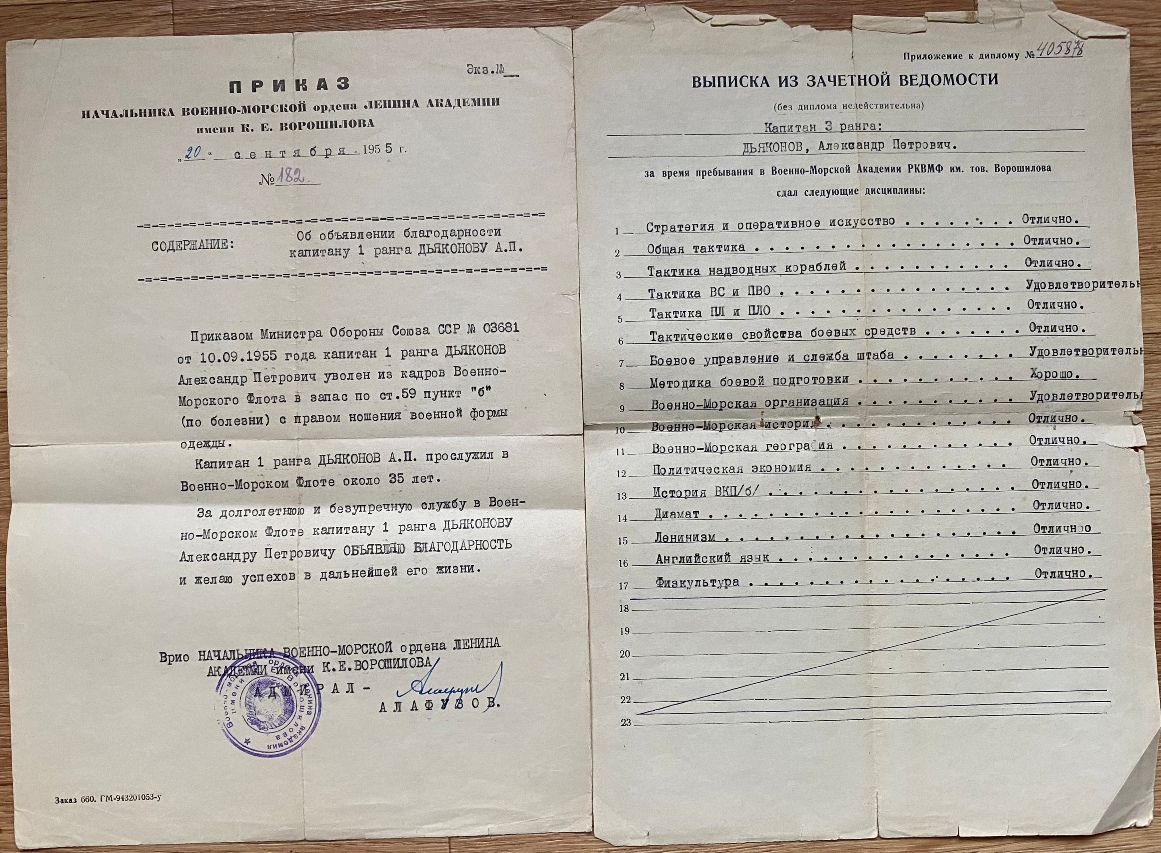 Экз.№
ПРИКАЗ
НАЧАЛЬНИКА ВОЕННО-МОРСКОЙ ордена ЛЕНИНА АКАДЕМИИ
имени К. Е. ВОРОШИЛОВА
„20" сентября 1955 г.
№ 182.
СОДЕРЖАНИЕ: Об объявлении благодарности
капитану 1 ранга ДЬЯКОНОВУ А.П.
Приказом Министра Обороны Союза ССР № 03681
от 10.09.1955 года капитан 1 ранга ДЬЯКОНОВ
Александр Петрович уволен из кадров Военно-
Морского Флота в запас по ст.59 пункт "б"
(по болезни) с правом ношения военной формы
одежды.
Капитан 1 ранга ДЬЯКОНОВ А.П. прослужил в
Военно-Морском Флоте около 35 лет.
За долголетнюю и безупречную службу в Воен-
но-Морском Флоте капитану 1 ранга ДЬЯКОНОВУ
Александру Петровичу ОБЪЯВЛЯЮ БЛАГОДАРНОСТЬ
и желаю успехов в дальнейшей его жизни.
Врио НАЧАЛЬНИКА ВОЕННО-МОРСКОЙ ордена ЛЕНИНА
АКАДЕМИИ имени К.Е.ВОРОШИЛОВА
АДМИРАЛ -
АЛАФУЗОВ.
Заказ 660. ГМ-943201053-у
Приложение к диплому № 405878
ВЫПИСКА ИЗ ЗАЧЕТНОЙ ВЕДОМОСТИ
(без диплома недействительна)
Капитан 3 ранга:
ДЬЯКОНОВ, Александр Петрович.
за время пребывания в Военно-Морской Академии РКВМФ им. тов. Ворошилова
сдал следующие дисциплины:
1 Стратегия и оперативное искусство . . . . . . . Отлично.
2 Общая тактика . . . . . . . . . . . . . . Отлично.
3 Тактика надводных кораблей . . . . . . . . . Отлично.
4 Тактика ВС и ПВО . . . . . . . . . . . . . Удовлетворительн
5 Тактика ПЛ и ПЛО . . . . . . . . . . . . . Отлично.
6 Тактические свойства боевых средств . . . . . . Отлично.
7 Боевое управление и служба штаба . . . . . . . Удовлетворительн
8 Методика боевой подготовки . . . . . . . . . Хорошо.
9 Военно-Морская организация . . . . . . . . . Удовлетворительн
10 Военно-Морская история . . . . . . . . . . . Отлично.
11 Военно-Морская география . . . . . . . . . . Отлично.
12 Политическая экономия . . . . . . . . . . . Отлично.
13 История ВКП/б/ . . . . . . . . . . . . . . Отлично.
14 Диамат . . . . . . . . . . . . . . . . . Отлично.
15 Ленинизм . . . . . . . . . . . . . . . . Отлично
16 Английский язык . . . . . . . . . . . . . Отлично.
17 Физкультура . . . . . . . . . . . . . . . Отлично.
18
19
20
21
22
23